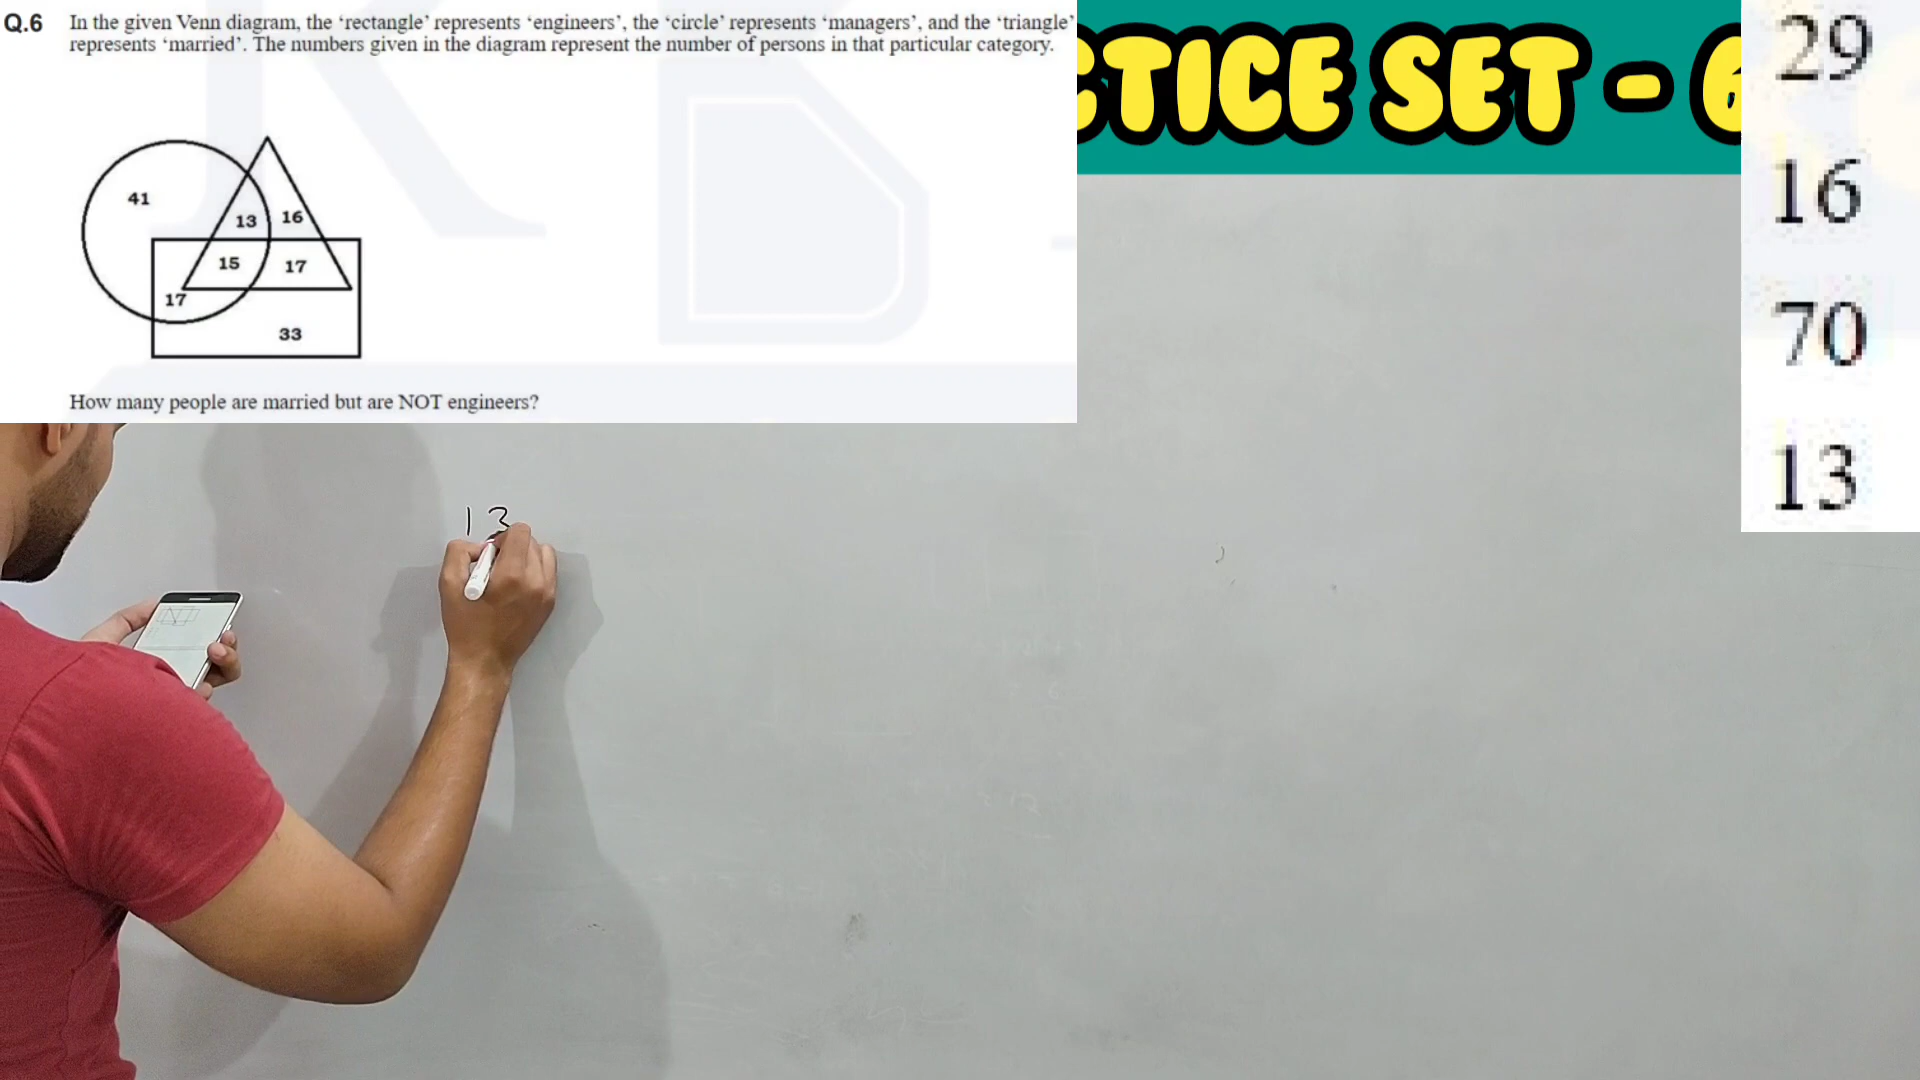 Q.6 In the given Venn diagram, the ‘rectangle’ represents ‘engineers’, the ‘circle’ represents ‘managers’, and the ‘triangle’
represents ‘married’. The numbers given in the diagram represent the number of persons in that particular category.
41
13 16
15 17
17
33
How many people are married but are NOT engineers?
CTICE SET - 6
29
16
70
13
13